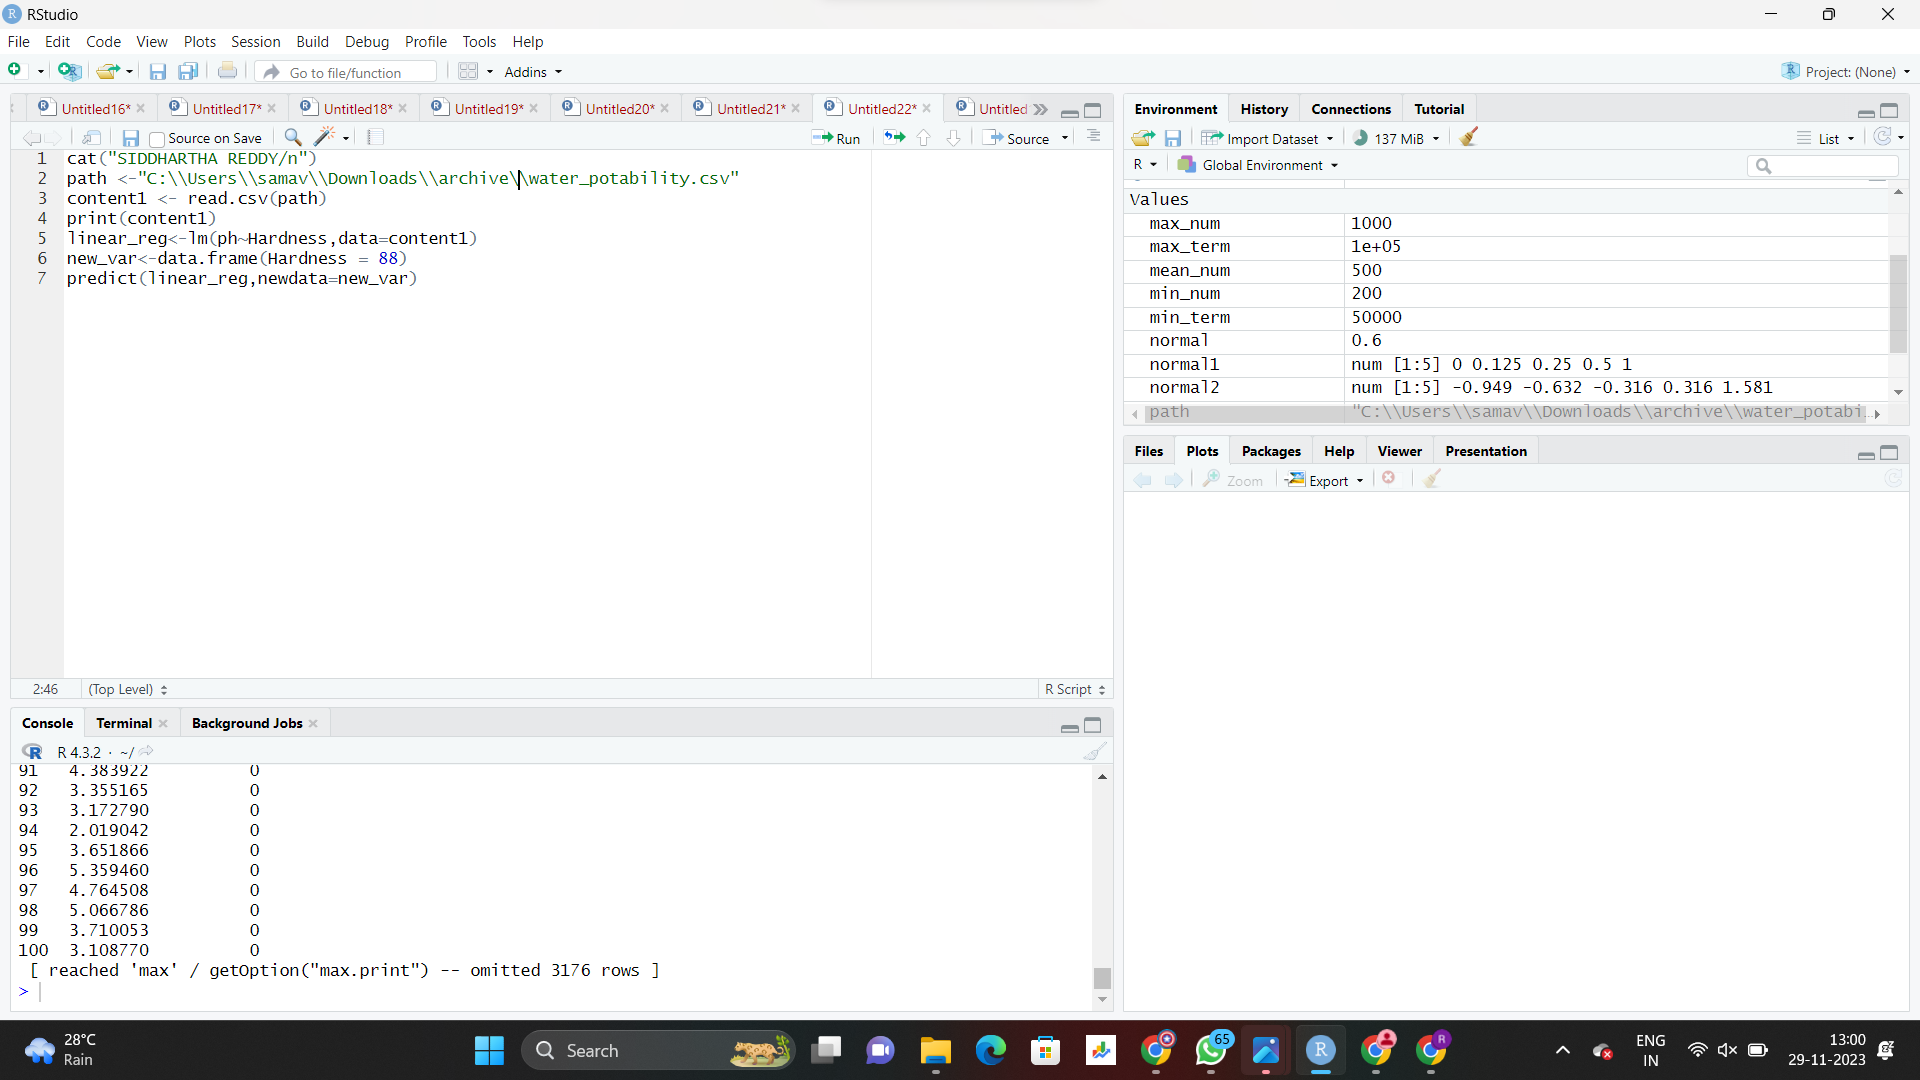 RStudio
File Edit Code View Plots Session Build Debug Profile Tools Help
Go to file/function Addins Project: (None)
Untitled16* Untitled17* Untitled18* Untitled19* Untitled20* Untitled21* Untitled22* Untitled
Source on Save Run Source
1 cat("SIDDHARTHA REDDY/n")
2 path <-"C:\\Users\\samav\\Downloads\\archive\\water_potability.csv"
3 content1 <- read.csv(path)
4 print(content1)
5 linear_reg<-lm(ph~Hardness,data=content1)
6 new_var<-data.frame(Hardness = 88)
7 predict(linear_reg,newdata=new_var)
2:46 (Top Level) R Script
Console Terminal Background Jobs
R 4.3.2 · ~/
91 4.383922 0
92 3.355165 0
93 3.172790 0
94 2.019042 0
95 3.651866 0
96 5.359460 0
97 4.764508 0
98 5.066786 0
99 3.710053 0
100 3.108770 0
[ reached 'max' / getOption("max.print") -- omitted 3176 rows ]
>
Environment History Connections Tutorial
Import Dataset 137 MiB List
R Global Environment
Values
max_num 1000
max_term 1e+05
mean_num 500
min_num 200
min_term 50000
normal 0.6
normal1 num [1:5] 0 0.125 0.25 0.5 1
normal2 num [1:5] -0.949 -0.632 -0.316 0.316 1.581
path "C:\\Users\\samav\\Downloads\\archive\\water_potabi…
Files Plots Packages Help Viewer Presentation
Zoom Export
28°C
Rain
Search
65
R
ENG
IN
13:00
29-11-2023